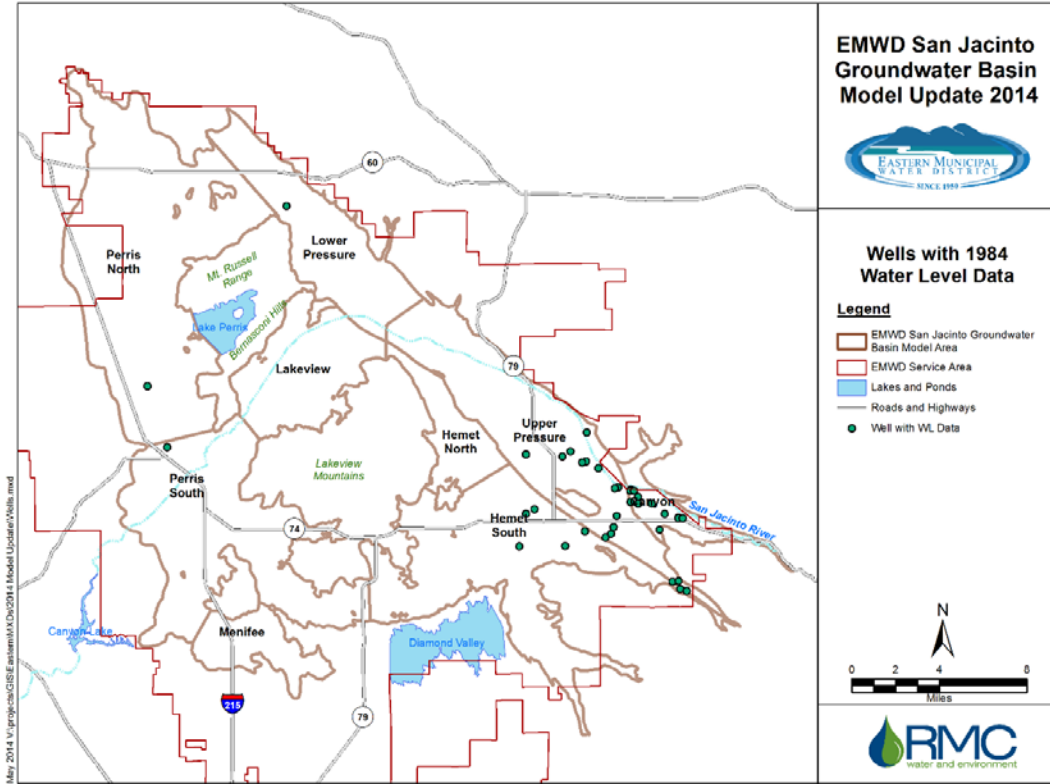 EMWD San Jacinto
Groundwater Basin
Model Update 2014
EASTERN MUNICIPAL
WATER DISTRICT
SINCE 1950
Wells with 1984
Water Level Data
Legend
EMWD San Jacinto Groundwater
Basin Model Area
EMWD Service Area
Lakes and Ponds
Roads and Highways
Well with WL Data
60
Lower
Pressure
Perris
North
Mt. Russell
Range
Lake Perris
Bernasconi Hills
Lakeview
79
Upper
Pressure
Hemet
North
Lakeview
Mountains
Perris
South
Canyon
San Jacinto River
Hemet
South
74
Canyon Lake
Menifee
Diamond Valley
215
79
N
0 2 4 8
Miles
RMC
water and environment
May 2014 V:\projects\GIS\Eastern\MXDs\2014 Model Update\Wells.mxd